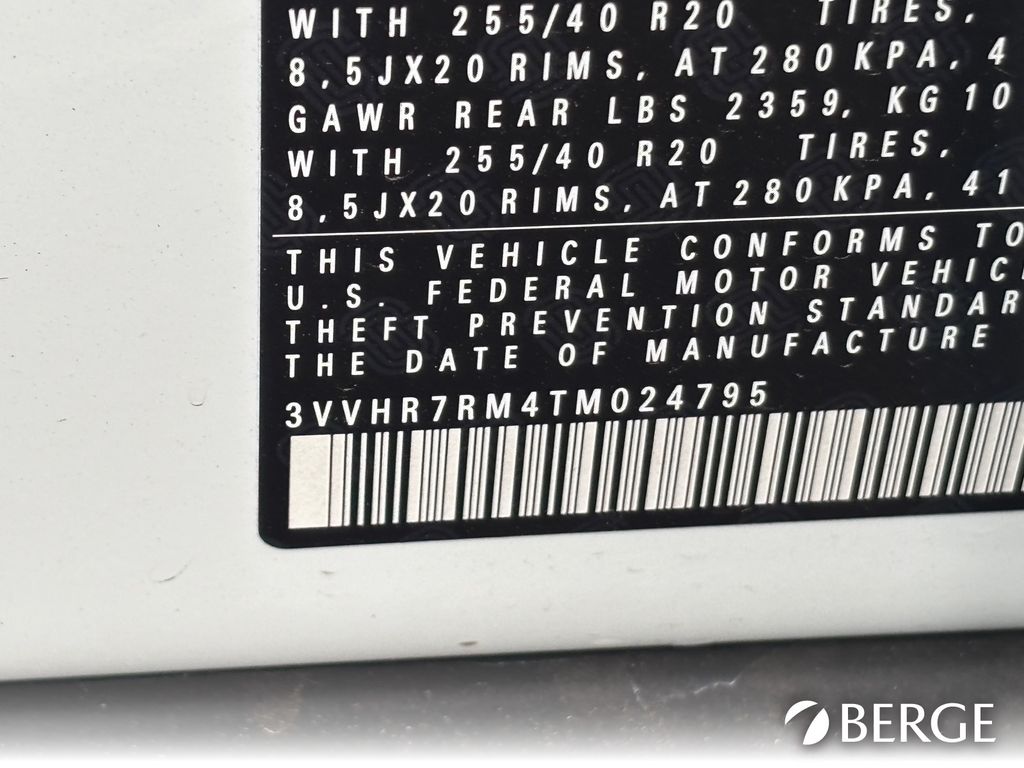 WITH 255/40 R20 TIRES,
8,5JX20 RIMS, AT 280 KPA, 4
GAWR REAR LBS 2359, KG 10
WITH 255/40 R20 TIRES,
8,5JX20 RIMS, AT 280 KPA, 41
THIS VEHICLE CONFORMS TO
U.S. FEDERAL MOTOR VEHICL
THEFT PREVENTION STANDAR
THE DATE OF MANUFACTURE
3VVHR7RM4TM024795
BERGE